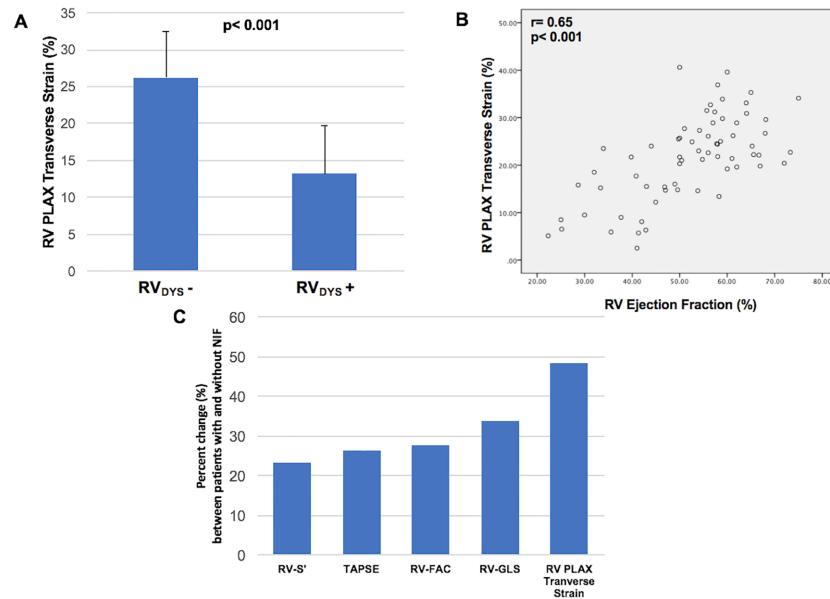 A
p< 0.001
RV PLAX Transverse Strain (%)
35
30
25
20
15
10
5
0
RVDYS -
RVDYS +
B
r= 0.65
p< 0.001
RV PLAX Transverse Strain (%)
50.00
40.00
30.00
20.00
10.00
.00
20.00
30.00
40.00
50.00
60.00
70.00
80.00
RV Ejection Fraction (%)
C
Percent change (%)
between patients with and without NIF
60
50
40
30
20
10
0
RV-S'
TAPSE
RV-FAC
RV-GLS
RV PLAX
Tranverse
Strain